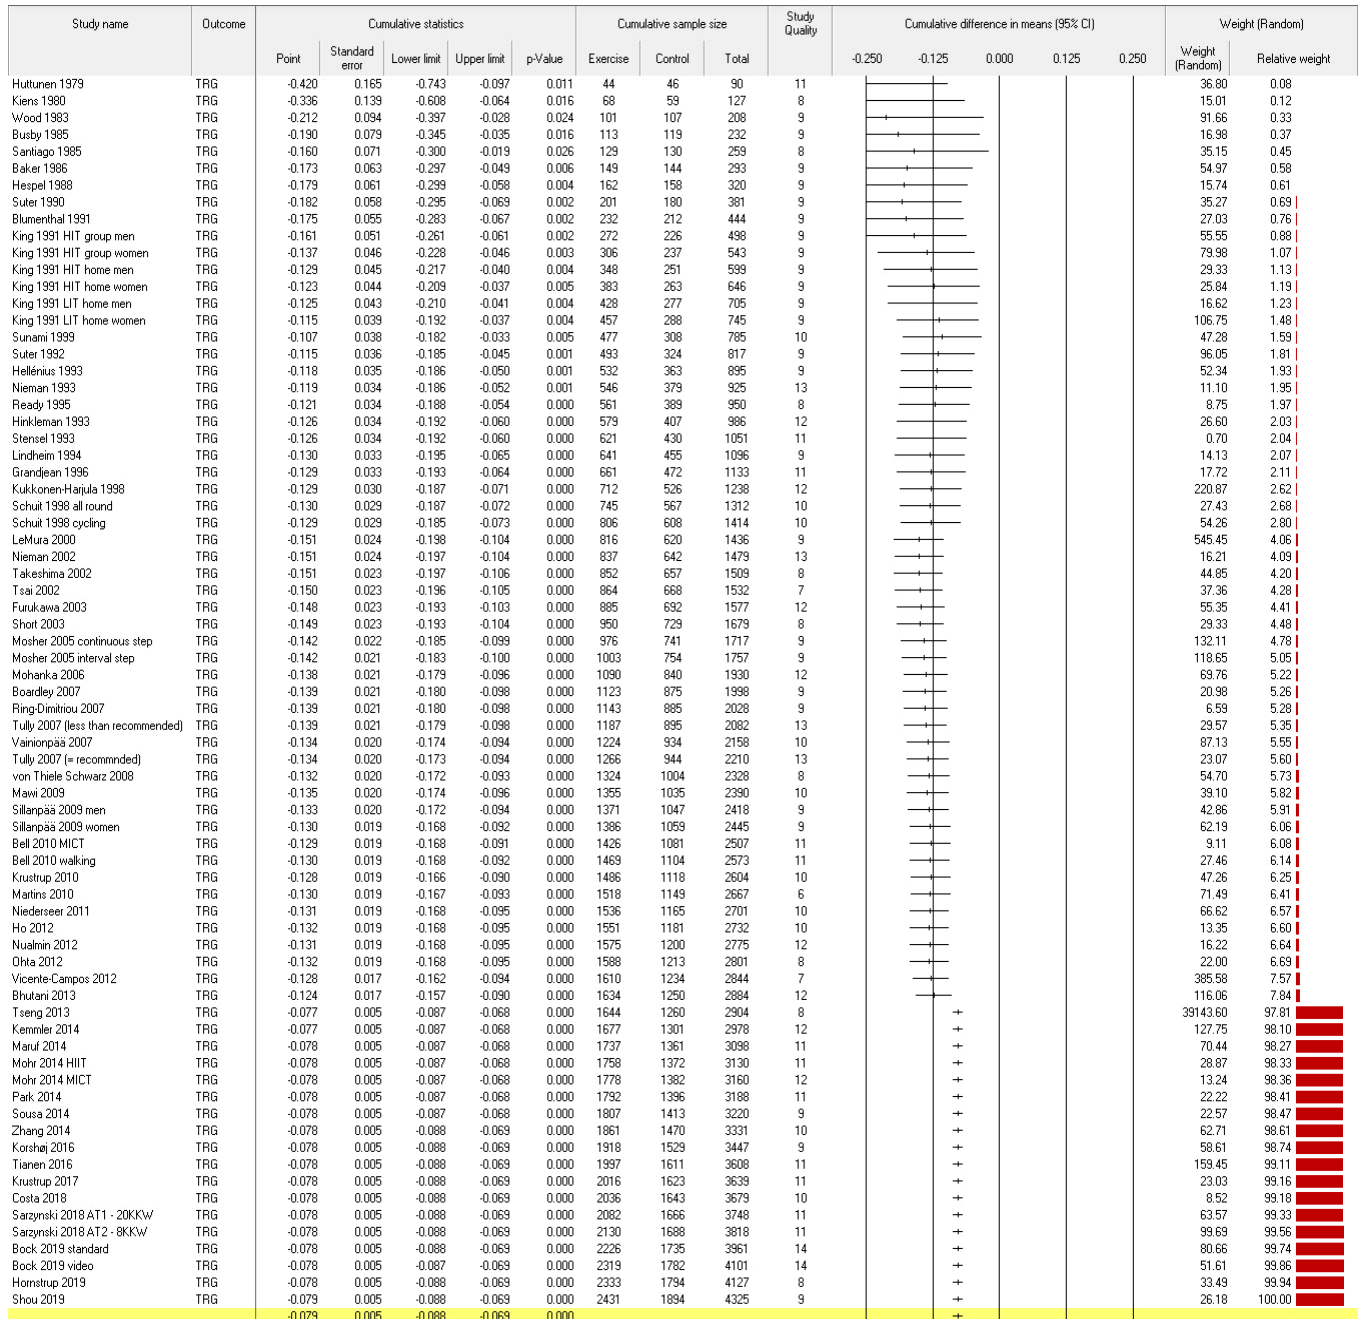 Study name Outcome Cumulative statistics Cumulative sample size Study Quality Cumulative difference in means (95% CI) Weight (Random)
Point Standard error Lower limit Upper limit p-Value Exercise Control Total -0.250 -0.125 0.000 0.125 0.250 Weight (Random) Relative weight
Huttunen 1979 TRG -0.420 0.165 -0.743 -0.097 0.011 44 46 90 11 36.80 0.08
Kiens 1980 TRG -0.336 0.139 -0.608 -0.064 0.016 68 59 127 8 15.01 0.12
Wood 1983 TRG -0.212 0.094 -0.397 -0.028 0.024 101 107 208 9 91.66 0.33
Busby 1985 TRG -0.190 0.079 -0.345 -0.035 0.016 113 119 232 9 16.98 0.37
Santiago 1985 TRG -0.160 0.071 -0.300 -0.019 0.026 129 130 259 8 35.15 0.45
Baker 1986 TRG -0.173 0.063 -0.297 -0.049 0.006 149 144 293 9 54.97 0.58
Hespel 1988 TRG -0.179 0.061 -0.299 -0.058 0.004 162 158 320 9 15.74 0.61
Suter 1990 TRG -0.182 0.058 -0.295 -0.069 0.002 201 180 381 9 35.27 0.69
Blumenthal 1991 TRG -0.175 0.055 -0.283 -0.067 0.002 232 212 444 9 27.03 0.76
King 1991 HIT group men TRG -0.161 0.051 -0.261 -0.061 0.002 272 226 498 9 55.55 0.88
King 1991 HIT group women TRG -0.137 0.046 -0.228 -0.046 0.003 306 237 543 9 79.98 1.07
King 1991 HIT home men TRG -0.129 0.045 -0.217 -0.040 0.004 348 251 599 9 29.33 1.13
King 1991 HIT home women TRG -0.123 0.044 -0.209 -0.037 0.005 383 263 646 9 25.84 1.19
King 1991 LIT home men TRG -0.125 0.043 -0.210 -0.041 0.004 428 277 705 9 16.62 1.23
King 1991 LIT home women TRG -0.115 0.039 -0.192 -0.037 0.004 457 288 745 9 106.75 1.48
Sunami 1999 TRG -0.107 0.038 -0.182 -0.033 0.005 477 308 785 10 47.28 1.59
Suter 1992 TRG -0.115 0.036 -0.185 -0.045 0.001 493 324 817 9 96.05 1.81
Hellénius 1993 TRG -0.118 0.035 -0.186 -0.050 0.001 532 363 895 9 52.34 1.93
Nieman 1993 TRG -0.119 0.034 -0.186 -0.052 0.001 546 379 925 13 11.10 1.95
Ready 1995 TRG -0.121 0.034 -0.188 -0.054 0.000 561 389 950 8 8.75 1.97
Hinkleman 1993 TRG -0.126 0.034 -0.192 -0.060 0.000 579 407 986 12 26.60 2.03
Stensel 1993 TRG -0.126 0.034 -0.192 -0.060 0.000 621 430 1051 11 0.70 2.04
Lindheim 1994 TRG -0.130 0.033 -0.195 -0.065 0.000 641 455 1096 9 14.13 2.07
Grandjean 1996 TRG -0.129 0.033 -0.193 -0.064 0.000 661 472 1133 11 17.72 2.11
Kukkonen-Harjula 1998 TRG -0.129 0.030 -0.187 -0.071 0.000 712 526 1238 12 220.87 2.62
Schuit 1998 all round TRG -0.130 0.029 -0.187 -0.072 0.000 745 567 1312 10 27.43 2.68
Schuit 1998 cycling TRG -0.129 0.029 -0.185 -0.073 0.000 806 608 1414 10 54.26 2.80
LeMura 2000 TRG -0.151 0.024 -0.198 -0.104 0.000 816 620 1436 9 545.45 4.06
Nieman 2002 TRG -0.151 0.024 -0.197 -0.104 0.000 837 642 1479 13 16.21 4.09
Takeshima 2002 TRG -0.151 0.023 -0.197 -0.106 0.000 852 657 1509 8 44.85 4.20
Tsai 2002 TRG -0.150 0.023 -0.196 -0.105 0.000 864 668 1532 7 37.36 4.28
Furukawa 2003 TRG -0.148 0.023 -0.193 -0.103 0.000 885 692 1577 12 55.35 4.41
Short 2003 TRG -0.149 0.023 -0.193 -0.104 0.000 950 729 1679 8 29.33 4.48
Mosher 2005 continuous step TRG -0.142 0.022 -0.185 -0.099 0.000 976 741 1717 9 132.11 4.78
Mosher 2005 interval step TRG -0.142 0.021 -0.183 -0.100 0.000 1003 754 1757 9 118.65 5.05
Mohanka 2006 TRG -0.138 0.021 -0.179 -0.096 0.000 1090 840 1930 12 69.76 5.22
Boardley 2007 TRG -0.139 0.021 -0.180 -0.098 0.000 1123 875 1998 9 20.98 5.26
Ring-Dimitriou 2007 TRG -0.139 0.021 -0.180 -0.098 0.000 1143 885 2028 9 6.59 5.28
Tully 2007 (less than recommended) TRG -0.139 0.021 -0.179 -0.098 0.000 1187 895 2082 13 29.57 5.35
Vainionpää 2007 TRG -0.134 0.020 -0.174 -0.094 0.000 1224 934 2158 10 87.13 5.55
Tully 2007 (= recommnded) TRG -0.134 0.020 -0.173 -0.094 0.000 1266 944 2210 13 23.07 5.60
von Thiele Schwarz 2008 TRG -0.132 0.020 -0.172 -0.093 0.000 1324 1004 2328 8 54.70 5.73
Mawi 2009 TRG -0.135 0.020 -0.174 -0.096 0.000 1355 1035 2390 10 39.10 5.82
Sillanpää 2009 men TRG -0.133 0.020 -0.172 -0.094 0.000 1371 1047 2418 9 42.86 5.91
Sillanpää 2009 women TRG -0.130 0.019 -0.168 -0.092 0.000 1386 1059 2445 9 62.19 6.06
Bell 2010 MICT TRG -0.129 0.019 -0.168 -0.091 0.000 1426 1081 2507 11 9.11 6.08
Bell 2010 walking TRG -0.130 0.019 -0.168 -0.092 0.000 1469 1104 2573 11 27.46 6.14
Krustrup 2010 TRG -0.128 0.019 -0.166 -0.090 0.000 1486 1118 2604 10 47.26 6.25
Martins 2010 TRG -0.130 0.019 -0.167 -0.093 0.000 1518 1149 2667 6 71.49 6.41
Niederseer 2011 TRG -0.131 0.019 -0.168 -0.095 0.000 1536 1165 2701 10 66.62 6.57
Ho 2012 TRG -0.132 0.019 -0.168 -0.095 0.000 1551 1181 2732 10 13.35 6.60
Nualmin 2012 TRG -0.131 0.019 -0.168 -0.095 0.000 1575 1200 2775 12 16.22 6.64
Ohta 2012 TRG -0.132 0.019 -0.168 -0.095 0.000 1588 1213 2801 8 22.00 6.69
Vicente-Campos 2012 TRG -0.128 0.017 -0.162 -0.094 0.000 1610 1234 2844 7 385.58 7.57
Bhutani 2013 TRG -0.124 0.017 -0.157 -0.090 0.000 1634 1250 2884 12 116.06 7.84
Tseng 2013 TRG -0.077 0.005 -0.087 -0.068 0.000 1644 1260 2904 8 39143.60 97.81
Kemmler 2014 TRG -0.077 0.005 -0.087 -0.068 0.000 1677 1301 2978 12 127.75 98.10
Maruf 2014 TRG -0.078 0.005 -0.087 -0.068 0.000 1737 1361 3098 11 70.44 98.27
Mohr 2014 HIIT TRG -0.078 0.005 -0.087 -0.068 0.000 1758 1372 3130 11 28.87 98.33
Mohr 2014 MICT TRG -0.078 0.005 -0.087 -0.068 0.000 1778 1382 3160 12 13.24 98.36
Park 2014 TRG -0.078 0.005 -0.087 -0.068 0.000 1792 1396 3188 11 22.22 98.41
Sousa 2014 TRG -0.078 0.005 -0.087 -0.068 0.000 1807 1413 3220 9 22.57 98.47
Zhang 2014 TRG -0.078 0.005 -0.088 -0.069 0.000 1861 1470 3331 10 62.71 98.61
Korshøj 2016 TRG -0.078 0.005 -0.088 -0.069 0.000 1918 1529 3447 9 58.61 98.74
Tianen 2016 TRG -0.078 0.005 -0.088 -0.069 0.000 1997 1611 3608 11 159.45 99.11
Krustrup 2017 TRG -0.078 0.005 -0.088 -0.069 0.000 2016 1623 3639 11 23.03 99.16
Costa 2018 TRG -0.078 0.005 -0.088 -0.069 0.000 2036 1643 3679 10 8.52 99.18
Sarzynski 2018 AT1 - 20KKW TRG -0.078 0.005 -0.088 -0.069 0.000 2082 1666 3748 11 63.57 99.33
Sarzynski 2018 AT2 - 8KKW TRG -0.078 0.005 -0.088 -0.069 0.000 2130 1688 3818 11 99.69 99.56
Bock 2019 standard TRG -0.078 0.005 -0.088 -0.069 0.000 2226 1735 3961 14 80.66 99.74
Bock 2019 video TRG -0.078 0.005 -0.088 -0.069 0.000 2319 1782 4101 14 51.61 99.86
Hornstrup 2019 TRG -0.078 0.005 -0.088 -0.069 0.000 2333 1794 4127 8 33.49 99.94
Shou 2019 TRG -0.079 0.005 -0.088 -0.069 0.000 2431 1894 4325 9 26.18 100.00
-0.079 0.005 -0.088 -0.069 0.000